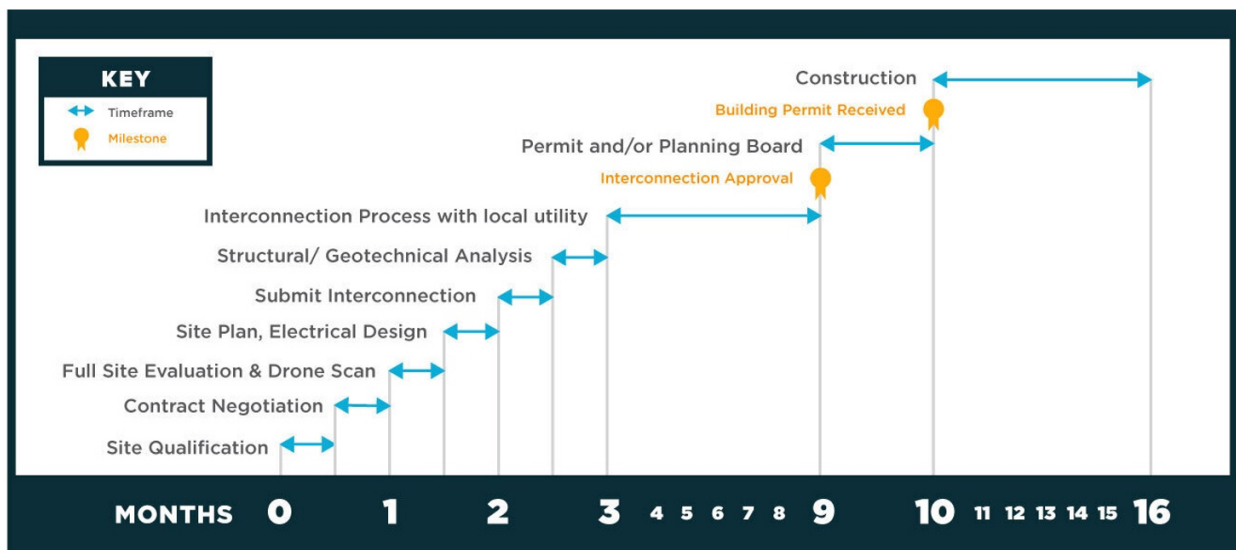 KEY
Timeframe
Milestone
Construction
Building Permit Received
Permit and/or Planning Board
Interconnection Approval
Interconnection Process with local utility
Structural/ Geotechnical Analysis
Submit Interconnection
Site Plan, Electrical Design
Full Site Evaluation & Drone Scan
Contract Negotiation
Site Qualification
MONTHS 0 1 2 3 4 5 6 7 8 9 10 11 12 13 14 15 16